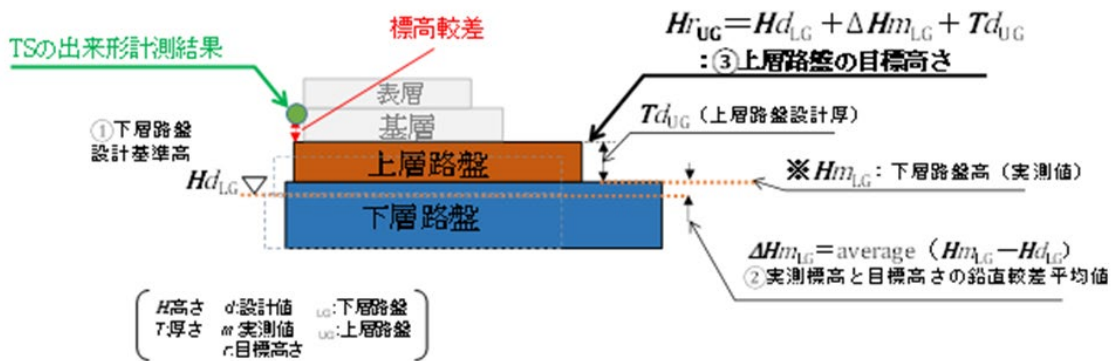 TSの出来形計測結果
標高較差
Hr_UG＝Hd_LG＋ΔHm_LG＋Td_UG
：③上層路盤の目標高さ
表層
基層
Td_UG（上層路盤設計厚）
①下層路盤
設計基準高
上層路盤
※Hm_LG：下層路盤高（実測値）
Hd_LG
下層路盤
ΔHm_LG＝average（Hm_LG－Hd_LG）
②実測標高と目標高さの鉛直較差平均値
H:高さ d:設計値 LG:下層路盤
T:厚さ m:実測値 UG:上層路盤
r:目標高さ